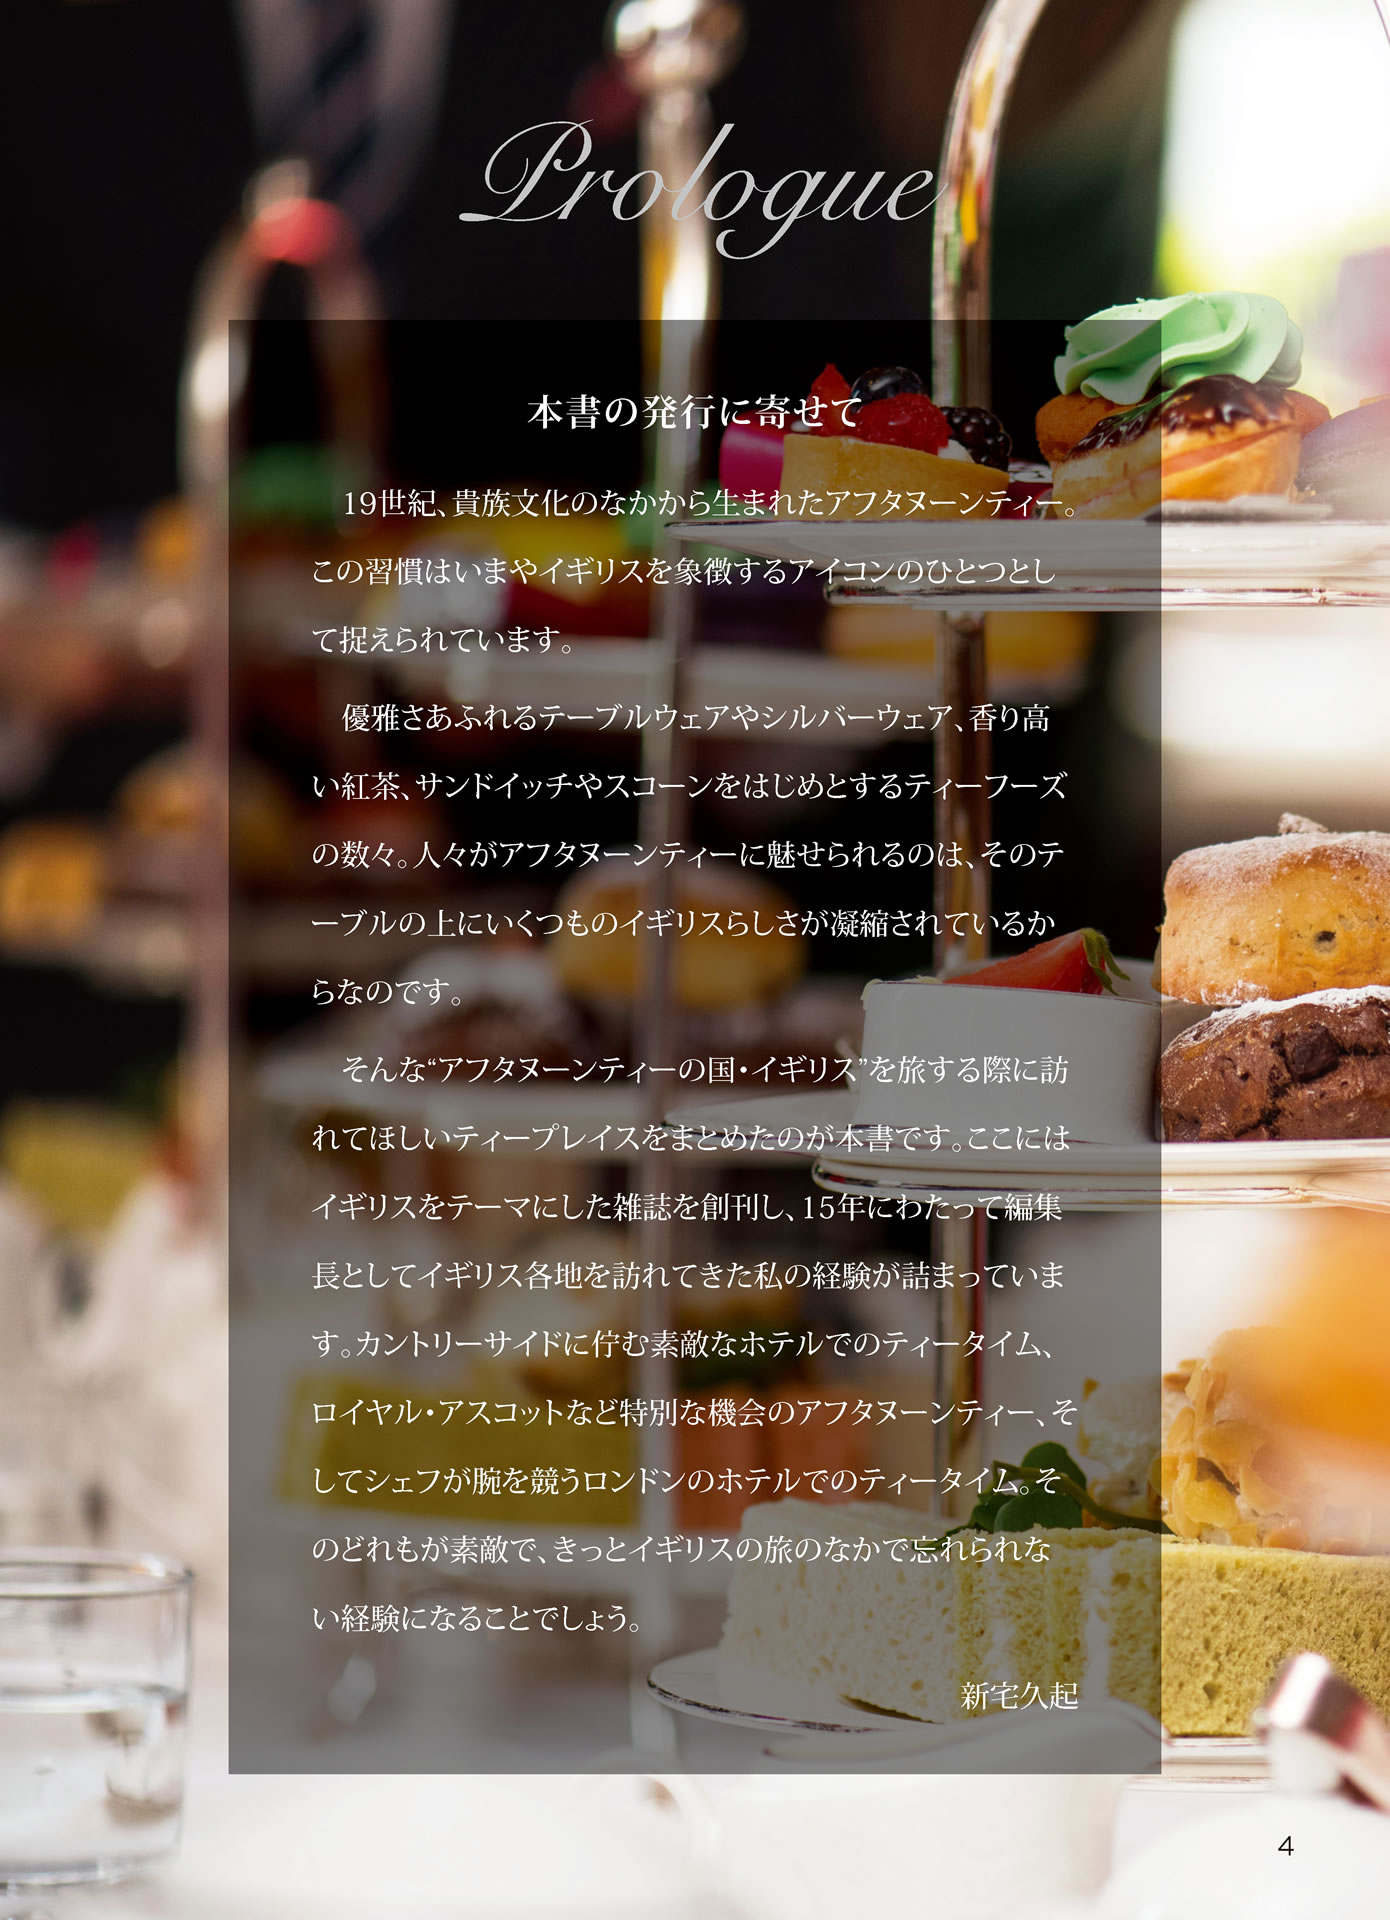 Prologue
本書の発行に寄せて
19世紀、貴族文化のなかから生まれたアフタヌーンティー。
この習慣はいまやイギリスを象徴するアイコンのひとつとし
て捉えられています。
優雅さあふれるテーブルウェアやシルバーウェア、香り高
い紅茶、サンドイッチやスコーンをはじめとするティーフーズ
の数々。人々がアフタヌーンティーに魅せられるのは、そのテ
ーブルの上にいくつものイギリスらしさが凝縮されているか
らなのです。
そんな“アフタヌーンティーの国・イギリス”を旅する際に訪
れてほしいティープレイスをまとめたのが本書です。ここには
イギリスをテーマにした雑誌を創刊し、15年にわたって編集
長としてイギリス各地を訪れてきた私の経験が詰まっていま
す。カントリーサイドに佇む素敵なホテルでのティータイム、
ロイヤル・アスコットなど特別な機会のアフタヌーンティー、そ
してシェフが腕を競うロンドンのホテルでのティータイム。そ
のどれもが素敵で、きっとイギリスの旅のなかで忘れられな
い経験になることでしょう。
新宅久起
4